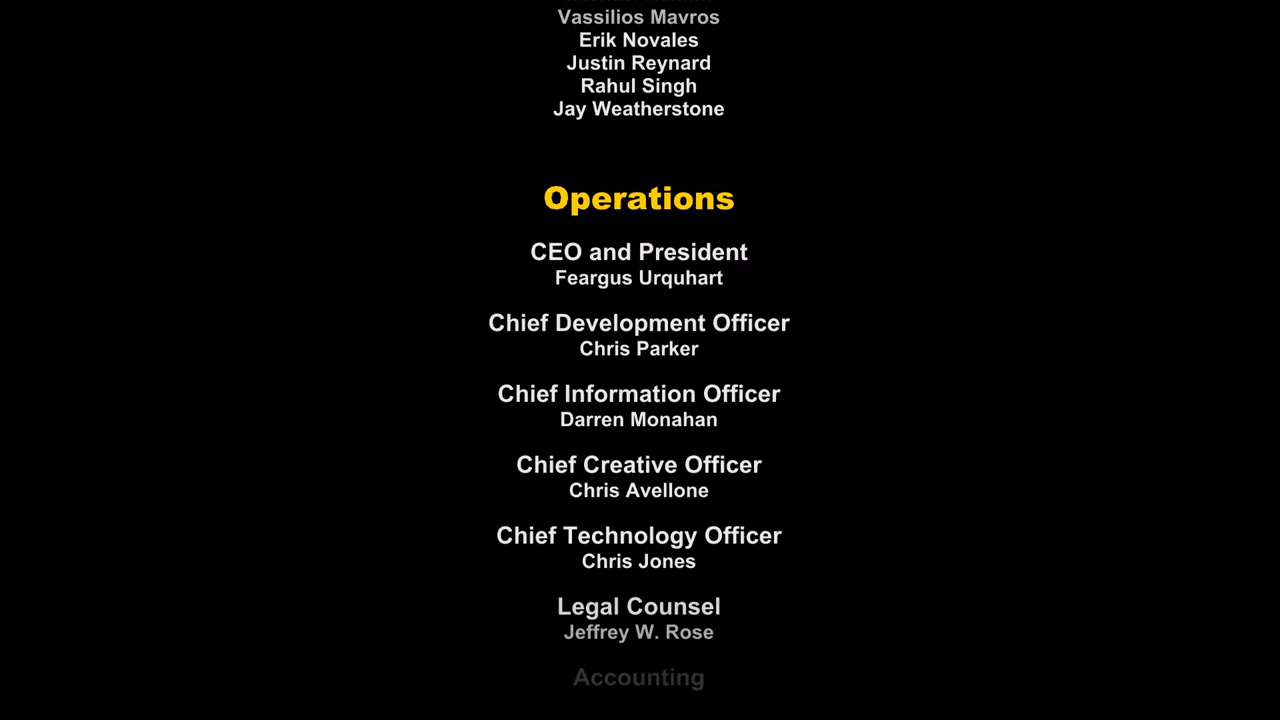 Vassilios Mavros
Erik Novales
Justin Reynard
Rahul Singh
Jay Weatherstone
Operations
CEO and President
Feargus Urquhart
Chief Development Officer
Chris Parker
Chief Information Officer
Darren Monahan
Chief Creative Officer
Chris Avellone
Chief Technology Officer
Chris Jones
Legal Counsel
Jeffrey W. Rose
Accounting